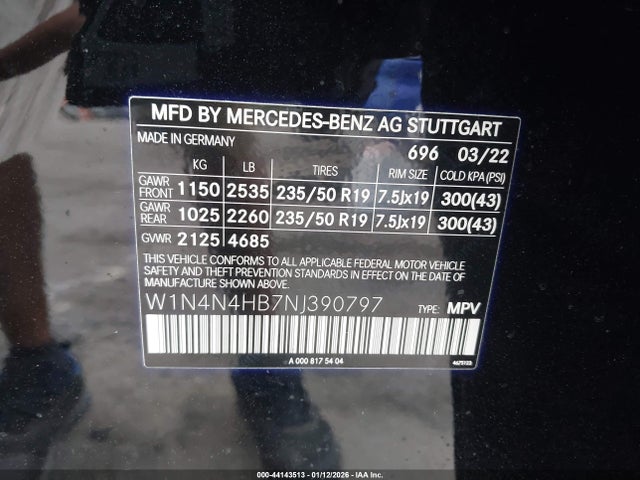 MFD BY MERCEDES-BENZ AG STUTTGART
MADE IN GERMANY 696 03/22
KG LB TIRES RIM SIZE COLD KPA (PSI)
GAWR FRONT 1150 2535 235/50 R19 7.5Jx19 300(43)
GAWR REAR 1025 2260 235/50 R19 7.5Jx19 300(43)
GVWR 2125 4685
THIS VEHICLE CONFORMS TO ALL APPLICABLE FEDERAL MOTOR VEHICLE
SAFETY AND THEFT PREVENTION STANDARDS IN EFFECT ON THE DATE OF
MANUFACTURE SHOWN ABOVE.
W1N4N4HB7NJ390797 TYPE: MPV
A 000 817 54 04
000-44143513 - 01/12/2026 - IAA Inc.